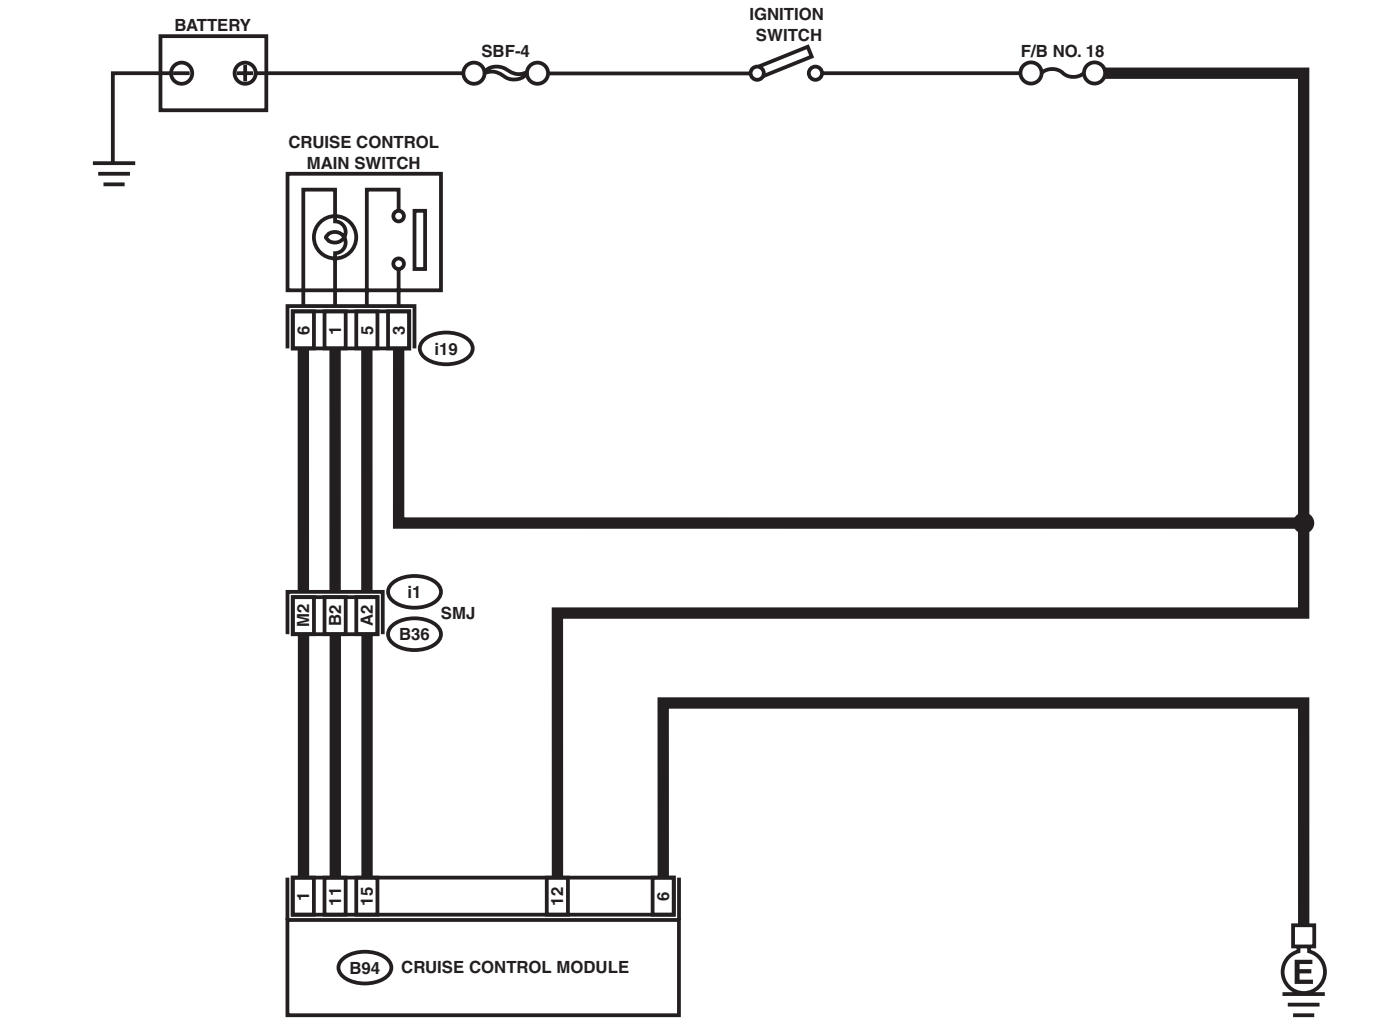 BATTERY
SBF-4
IGNITION
SWITCH
F/B NO. 18
CRUISE CONTROL
MAIN SWITCH
6 1 5 3
i19
M2 B2 A2
i1
SMJ
B36
1 11 15 12 6
B94 CRUISE CONTROL MODULE
E